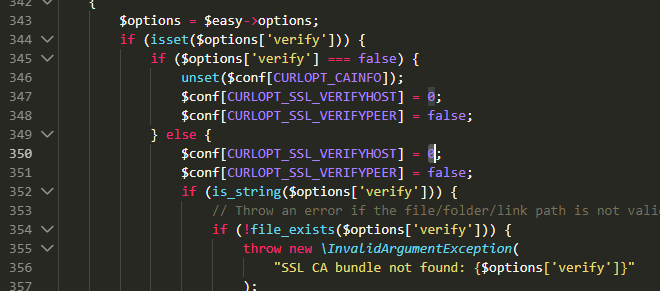 342 {
343 $options = $easy->options;
344 if (isset($options['verify'])) {
345 if ($options['verify'] === false) {
346 unset($conf[CURLOPT_CAINFO]);
347 $conf[CURLOPT_SSL_VERIFYHOST] = 0;
348 $conf[CURLOPT_SSL_VERIFYPEER] = false;
349 } else {
350 $conf[CURLOPT_SSL_VERIFYHOST] = 0;
351 $conf[CURLOPT_SSL_VERIFYPEER] = false;
352 if (is_string($options['verify'])) {
353 // Throw an error if the file/folder/link path is not vali
354 if (!file_exists($options['verify'])) {
355 throw new \InvalidArgumentException(
356 "SSL CA bundle not found: {$options['verify']}"
357 );